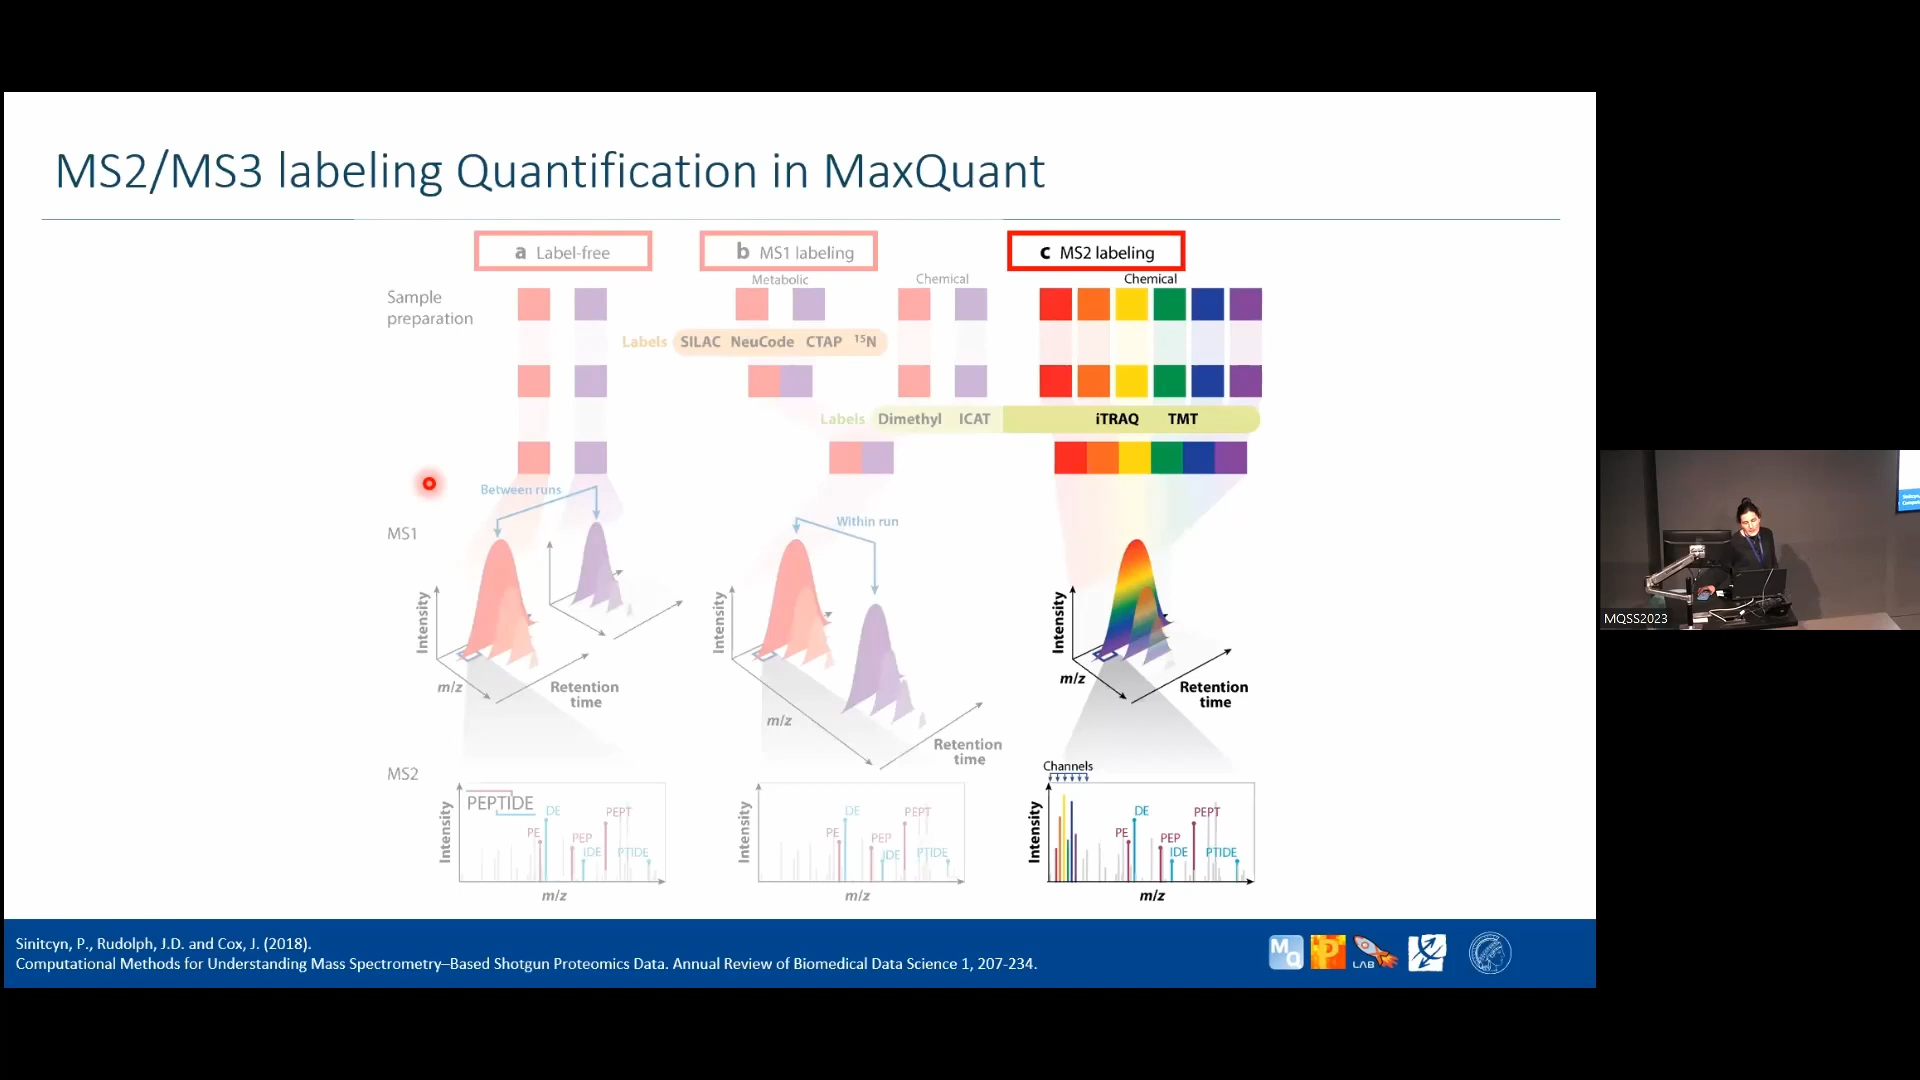 MS2/MS3 labeling Quantification in MaxQuant
a Label-free
b MS1 labeling
c MS2 labeling
Metabolic
Chemical
Chemical
Sample
preparation
Labels SILAC NeuCode CTAP ¹⁵N
Labels Dimethyl ICAT iTRAQ TMT
Between runs
Within run
MS1
Intensity
m/z
Retention
time
Intensity
m/z
Retention
time
Intensity
m/z
Retention
time
MS2
Channels
Intensity
PEPTIDE
DE
PEPT
PE
PEP
IDE
PTIDE
m/z
Intensity
DE
PEPT
PE
PEP
IDE
PTIDE
m/z
Intensity
DE
PEPT
PE
PEP
IDE
PTIDE
m/z
Sinitcyn, P., Rudolph, J.D. and Cox, J. (2018).
Computational Methods for Understanding Mass Spectrometry–Based Shotgun Proteomics Data. Annual Review of Biomedical Data Science 1, 207-234.
MQ
P
LAB
MQSS2023